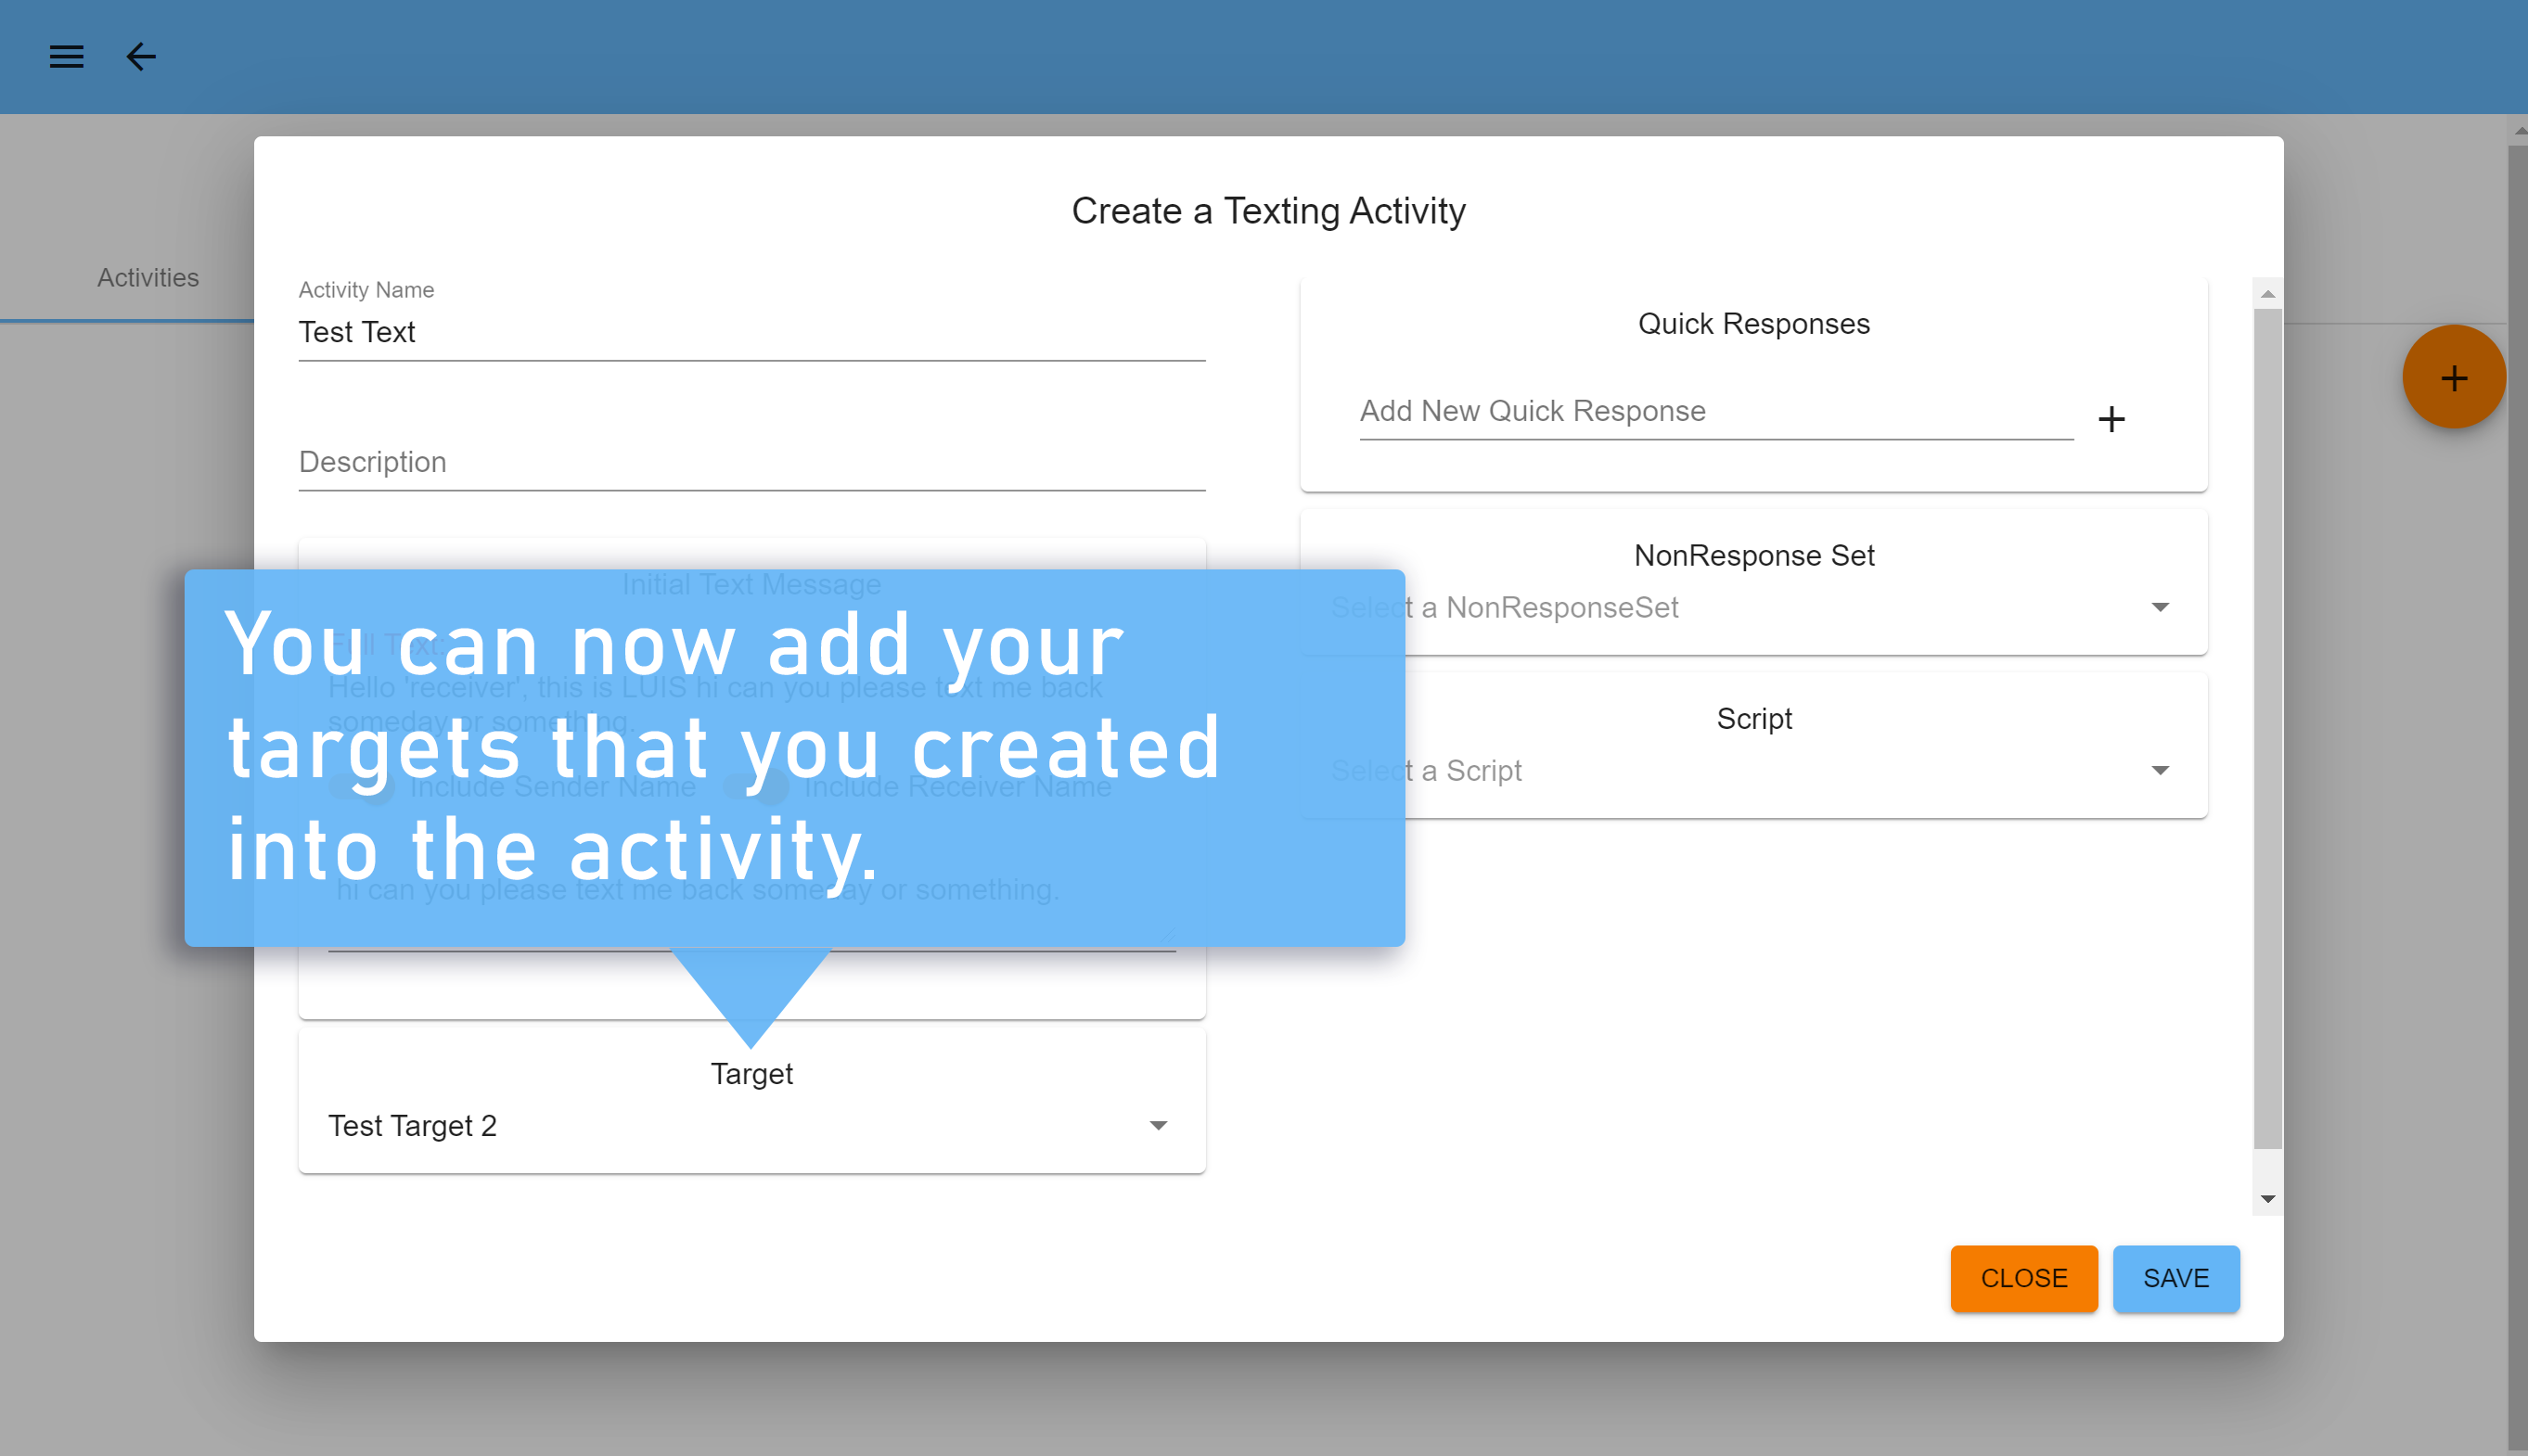 Activities
Create a Texting Activity
Activity Name
Test Text
Description
Initial Text Message
Full Text:
Hello 'receiver', this is LUIS hi can you please text me back
someday or something.
Include Sender Name Include Receiver Name
hi can you please text me back someday or something.
You can now add your
targets that you created
into the activity.
Target
Test Target 2
Quick Responses
Add New Quick Response
NonResponse Set
Select a NonResponseSet
Script
Select a Script
CLOSE SAVE